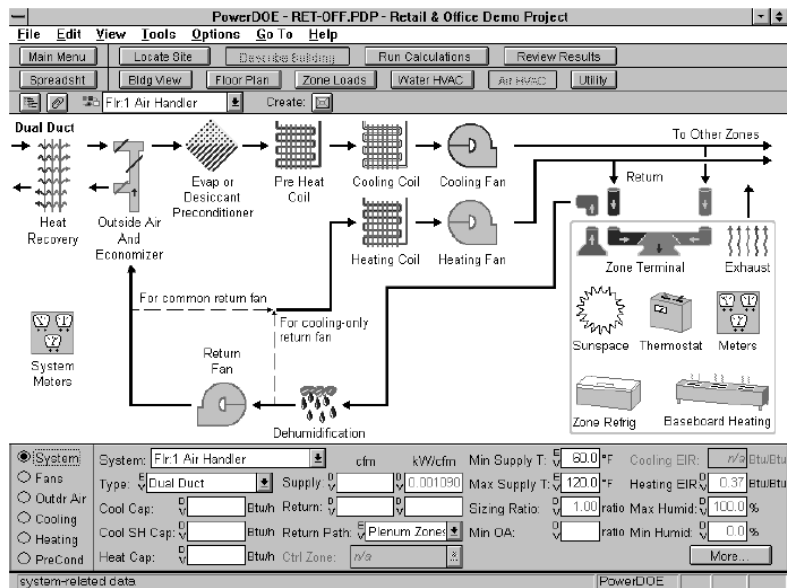 PowerDOE - RET-OFF.PDP - Retail & Office Demo Project
File Edit View Tools Options Go To Help
Main Menu Locate Site Describe Building Run Calculations Review Results
Spreadsht Bldg View Floor Plan Zone Loads Water HVAC Air HVAC Utility
Flr:1 Air Handler Create:
Dual Duct
To Other Zones
Return
Heat Recovery
Outside Air And Economizer
Evap or Desiccant Preconditioner
Pre Heat Coil
Cooling Coil
Cooling Fan
Heating Coil
Heating Fan
Zone Terminal
Exhaust
For common return fan
For cooling-only return fan
Sunspace
Thermostat
Meters
System Meters
Return Fan
Dehumidification
Zone Refrig
Baseboard Heating
System
Fans
Outdr Air
Cooling
Heating
PreCond
System: Flr:1 Air Handler cfm kW/cfm Min Supply T: E V 60.0 °F Cooling EIR: n/a Btu/Btu
Type: E V Dual Duct Supply D V D V 0.001090 Max Supply T: E V 120.0 °F Heating EIR D V 0.37 Btu/Btu
Cool Cap: D V Btu/h Return: D V D V Sizing Ratio: D V 1.00 ratio Max Humid: D V 100.0 %
Cool SH Cap: D V Btu/h Return Path: E V Plenum Zones Min OA: D V ratio Min Humid: D V 0.0 %
Heat Cap: D V Btu/h Ctrl Zone: n/a More...
system-related data PowerDOE